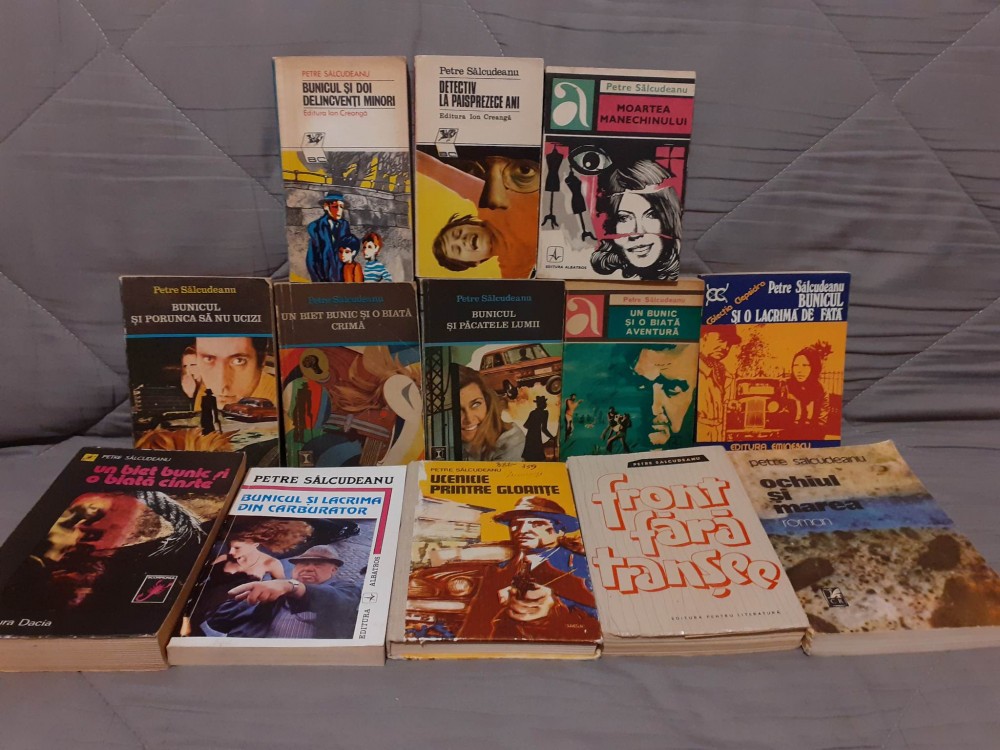 PETRE SĂLCUDEANU
BUNICUL ȘI DOI
DELINCVENȚI MINORI
Editura Ion Creangă
BC
Petre Sălcudeanu
DETECTIV
LA PAISPREZECE ANI
Editura Ion Creangă
BC
a
Petre Sălcudeanu
MOARTEA
MANECHINULUI
EDITURA ALBATROS
Petre Sălcudeanu
BUNICUL
ȘI PORUNCA SĂ NU UCIZI
Petre Sălcudeanu
UN BIET BUNIC ȘI O BIATĂ
CRIMĂ
Petre Sălcudeanu
BUNICUL
ȘI PĂCATELE LUMII
a
Petre Sălcudeanu
UN BUNIC
ȘI O BIATĂ
AVENTURĂ
Colecția Clepsidra
Petre Sălcudeanu
BUNICUL
ȘI O LACRIMĂ DE FATĂ
EDITURA EMINESCU
PETRE SĂLCUDEANU
un biet bunic și
o biată cinste
SCORPIONUL
ura Dacia
PETRE SĂLCUDEANU
BUNICUL SI LACRIMA
DIN CARBURATOR
EDITURA ALBATROS
PETRE SĂLCUDEANU
UCENICIE
PRINTRE GLOANȚE
PETRE SĂLCUDEANU
front
fără
tranșee
EDITURA PENTRU LITERATURĂ
petre sălcudeanu
ochiul
și
marea
roman